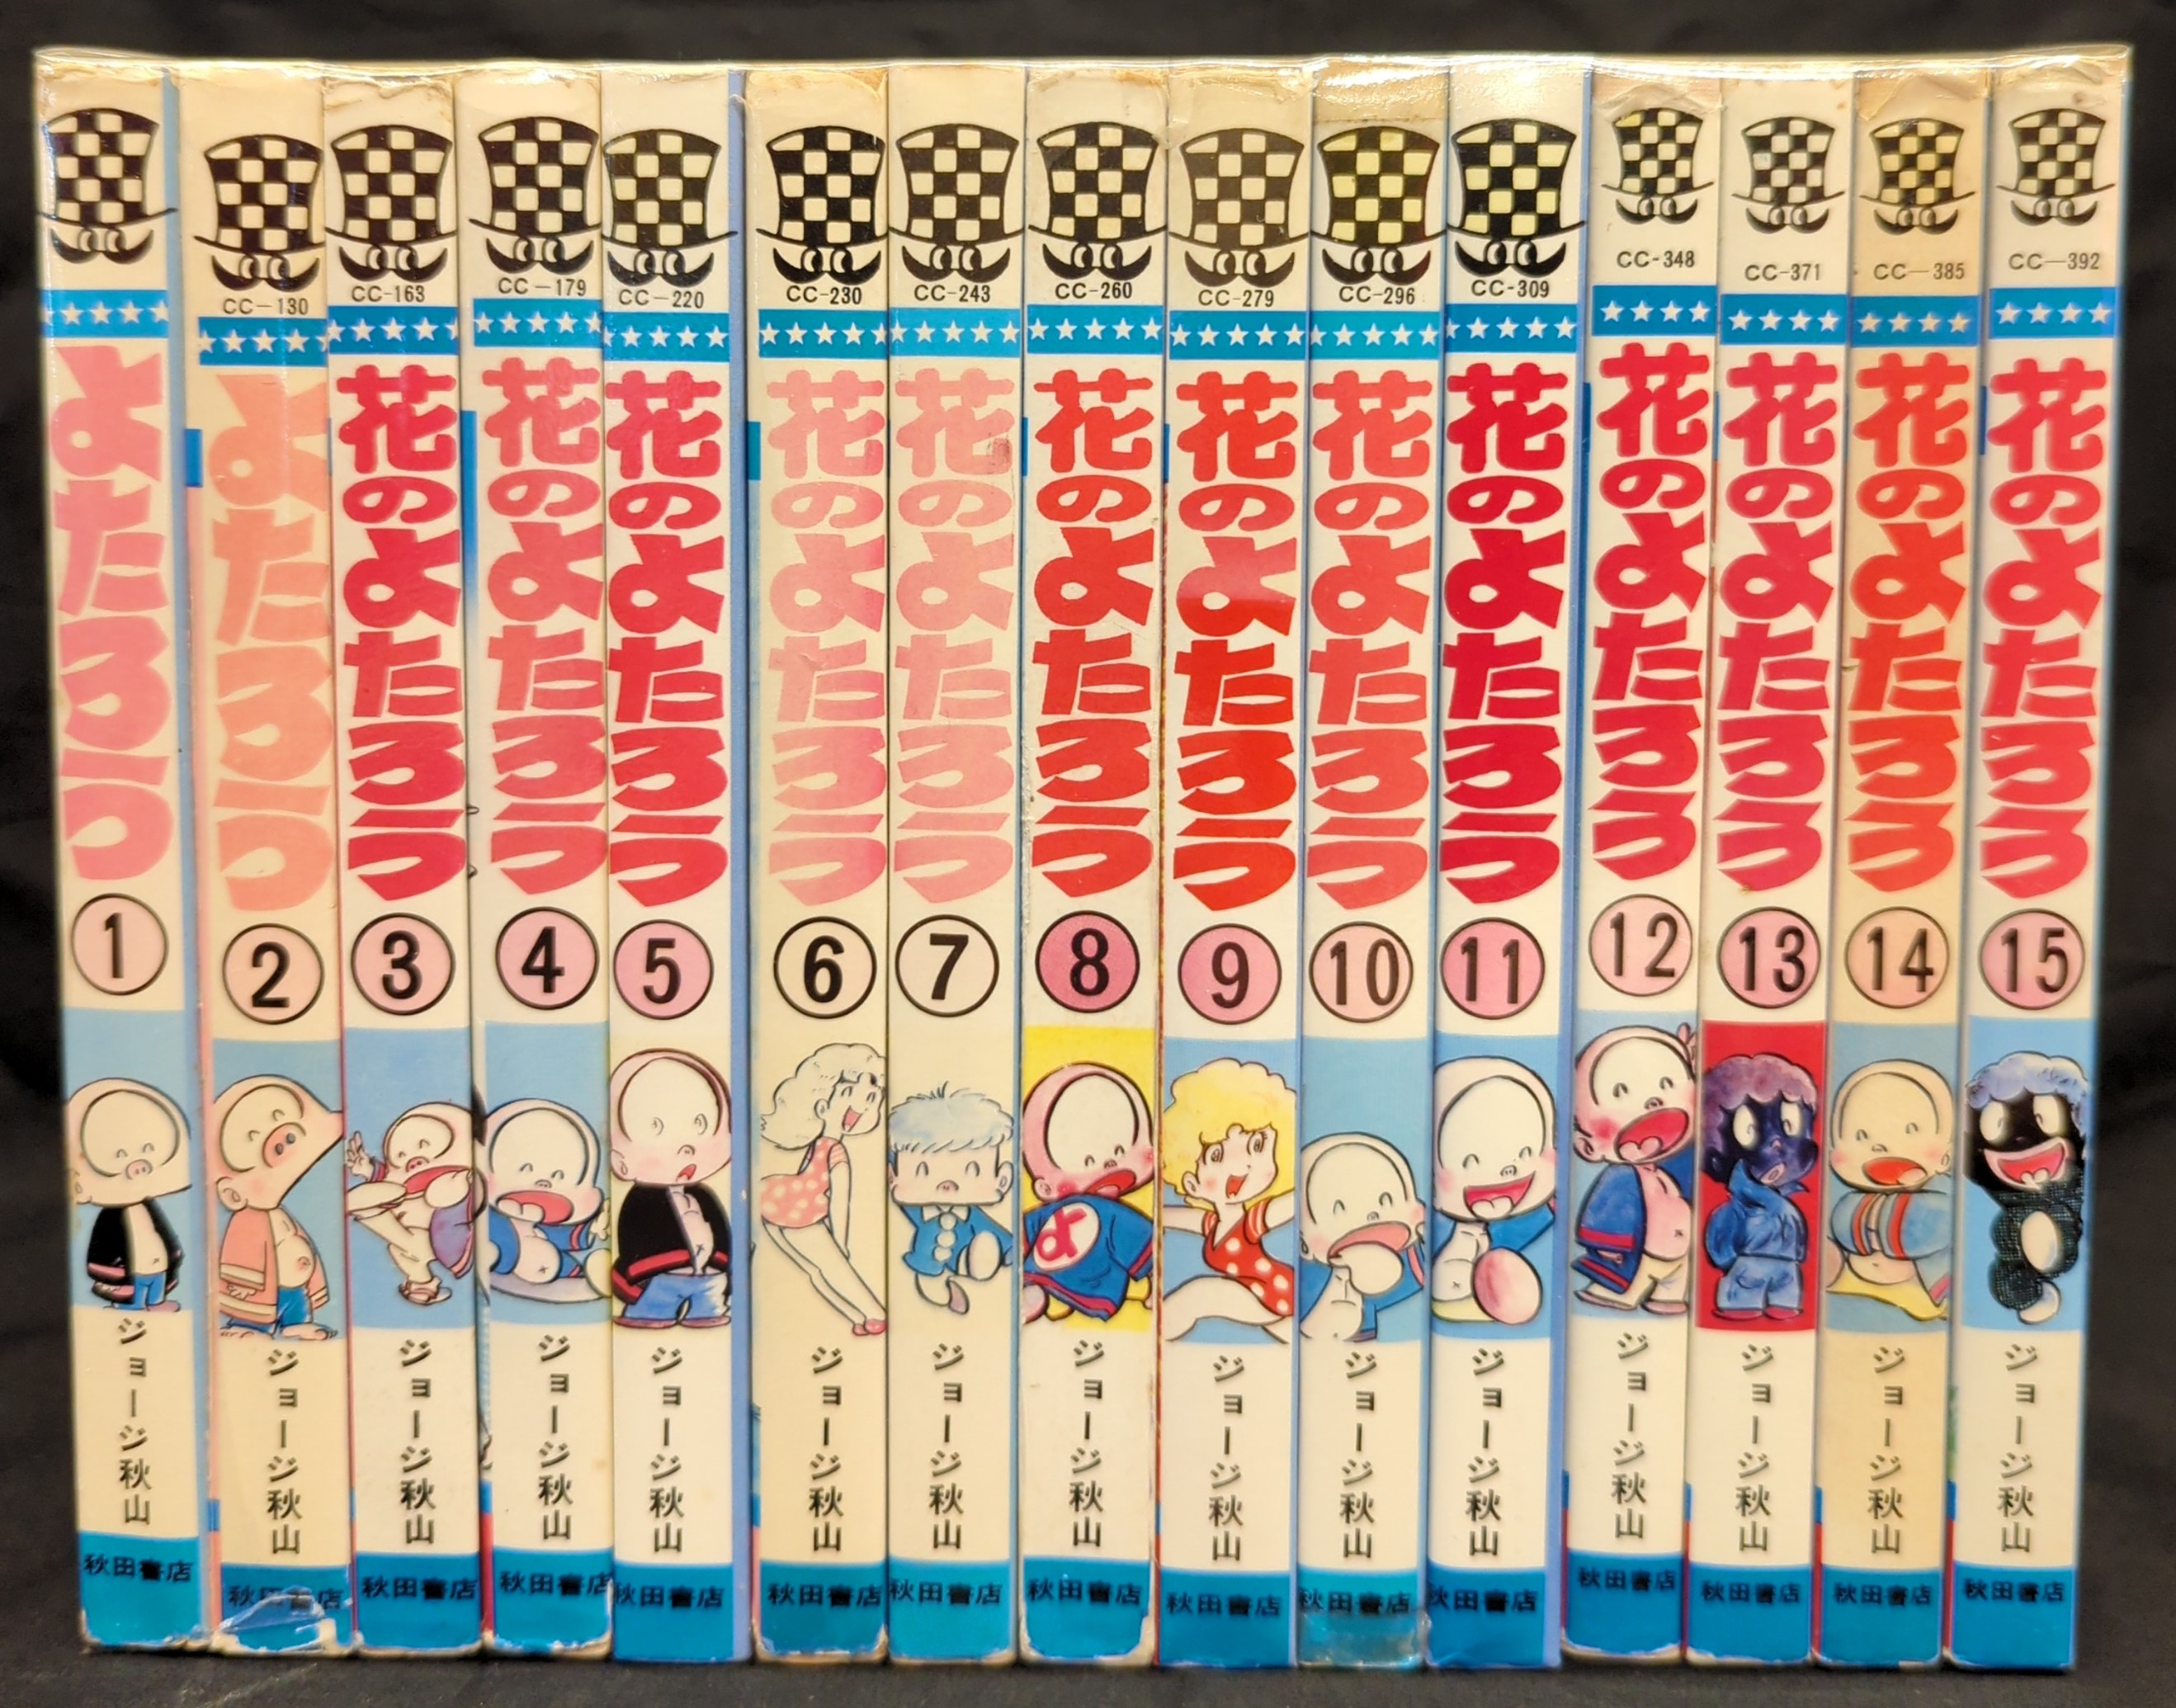 よたろう
1
ジョージ秋山
秋田書店
CC-130
よたろう
2
ジョージ秋山
秋田書店
CC-163
花のよたろう
3
ジョージ秋山
秋田書店
CC-179
花のよたろう
4
ジョージ秋山
秋田書店
CC-220
花のよたろう
5
ジョージ秋山
秋田書店
CC-230
花のよたろう
6
ジョージ秋山
秋田書店
CC-243
花のよたろう
7
ジョージ秋山
秋田書店
CC-260
花のよたろう
8
よ
ジョージ秋山
秋田書店
CC-279
花のよたろう
9
ジョージ秋山
秋田書店
CC-296
花のよたろう
10
ジョージ秋山
秋田書店
CC-309
花のよたろう
11
ジョージ秋山
秋田書店
CC-348
花のよたろう
12
ジョージ秋山
秋田書店
CC-371
花のよたろう
13
ジョージ秋山
秋田書店
CC-385
花のよたろう
14
ジョージ秋山
秋田書店
CC-392
花のよたろう
15
ジョージ秋山
秋田書店